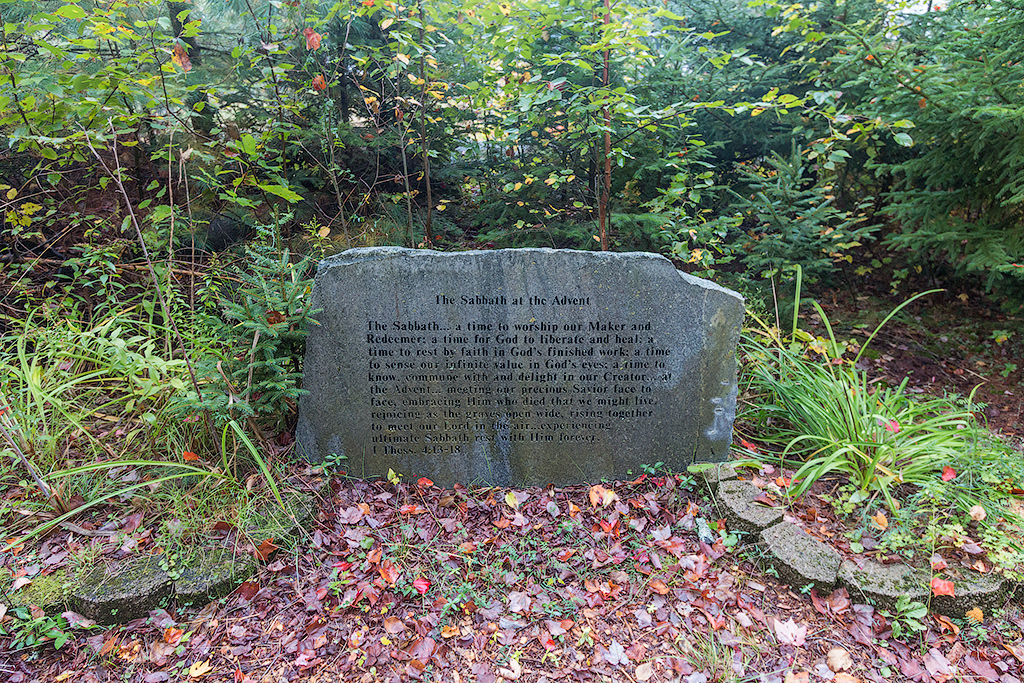 The Sabbath at the Advent
The Sabbath... a time to worship our Maker and
Redeemer; a time for God to liberate and heal; a
time to rest by faith in God's finished work; a time
to sense our infinite value in God's eyes; a time to
know, commune with and delight in our Creator... at
the Advent... meeting our precious Savior face to
face, embracing Him who died that we might live,
rejoicing as the graves open wide, rising together
to meet our Lord in the air...experiencing
ultimate Sabbath rest with Him forever.
1 Thess. 4:13-18